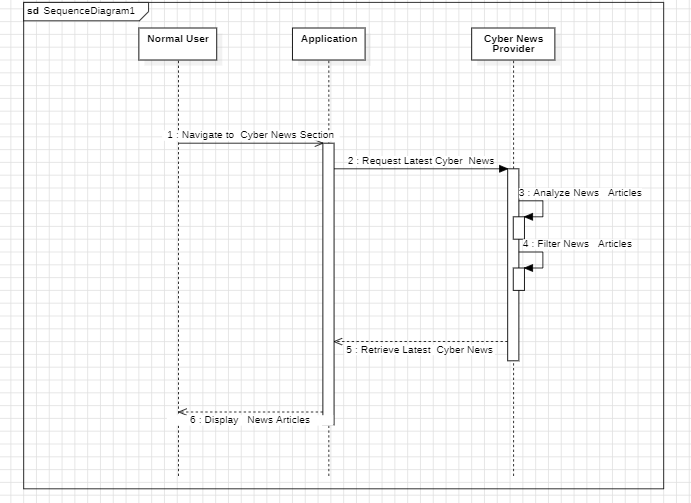 sd SequenceDiagram1
Normal User
Application
Cyber News
Provider
1 : Navigate to Cyber News Section
2 : Request Latest Cyber News
3 : Analyze News Articles
4 : Filter News Articles
5 : Retrieve Latest Cyber News
6 : Display News Articles